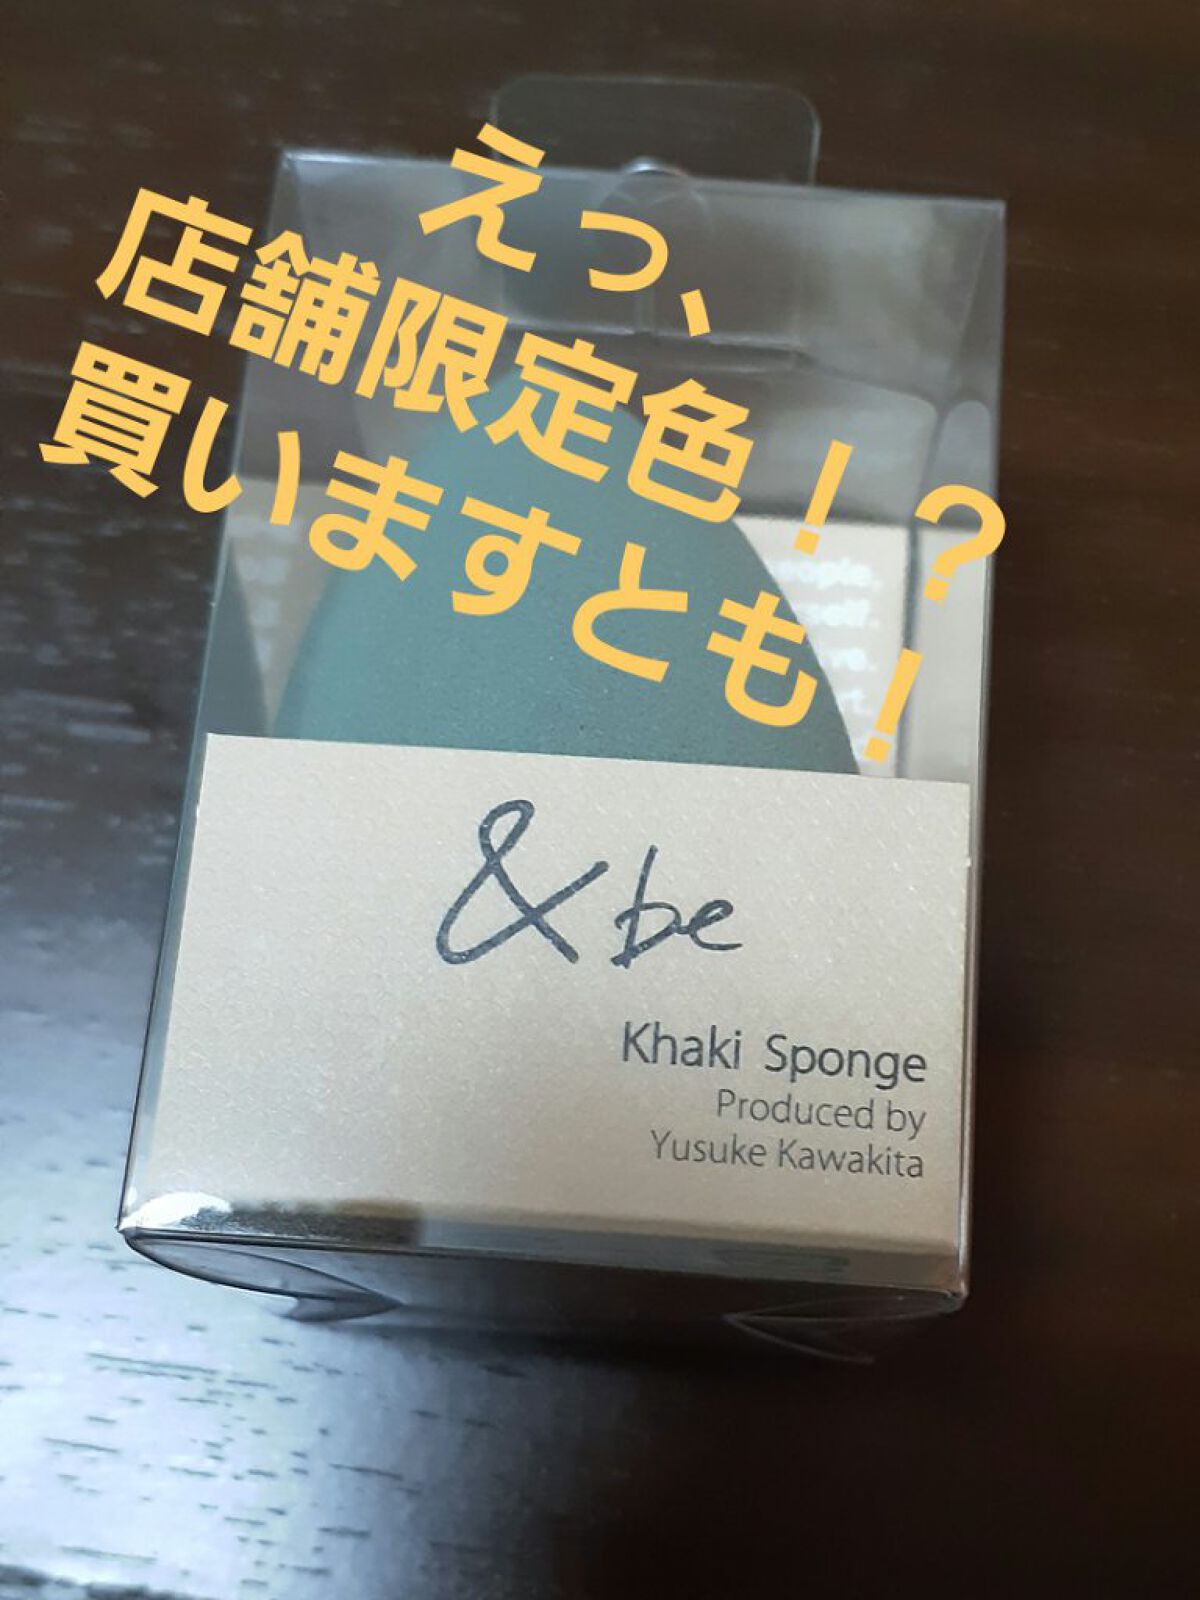 えっ、
店舗限定色！？
買いますとも！
&be
Khaki Sponge
Produced by
Yusuke Kawakita